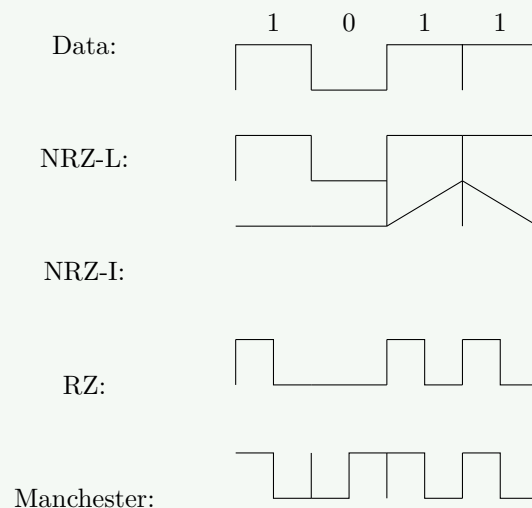 1 0 1 1
Data:
NRZ-L:
NRZ-I:
RZ:
Manchester: